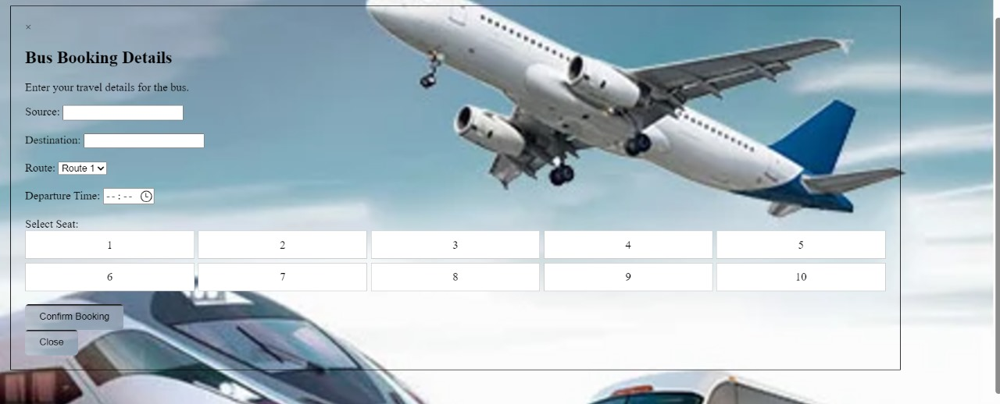 ×
Bus Booking Details
Enter your travel details for the bus.
Source:
Destination:
Route: Route 1
Departure Time: --:--
Select Seat:
1 2 3 4 5
6 7 8 9 10
Confirm Booking
Close